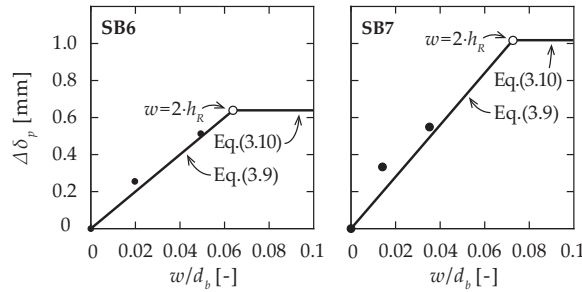 SB6
SB7
Δδp [mm]
1.0
0.8
0.6
0.4
0.2
0
w=2·hR
Eq.(3.10)
Eq.(3.9)
w=2·hR
Eq.(3.10)
Eq.(3.9)
0 0.02 0.04 0.06 0.08 0.1
0 0.02 0.04 0.06 0.08 0.1
w/db [-]
w/db [-]